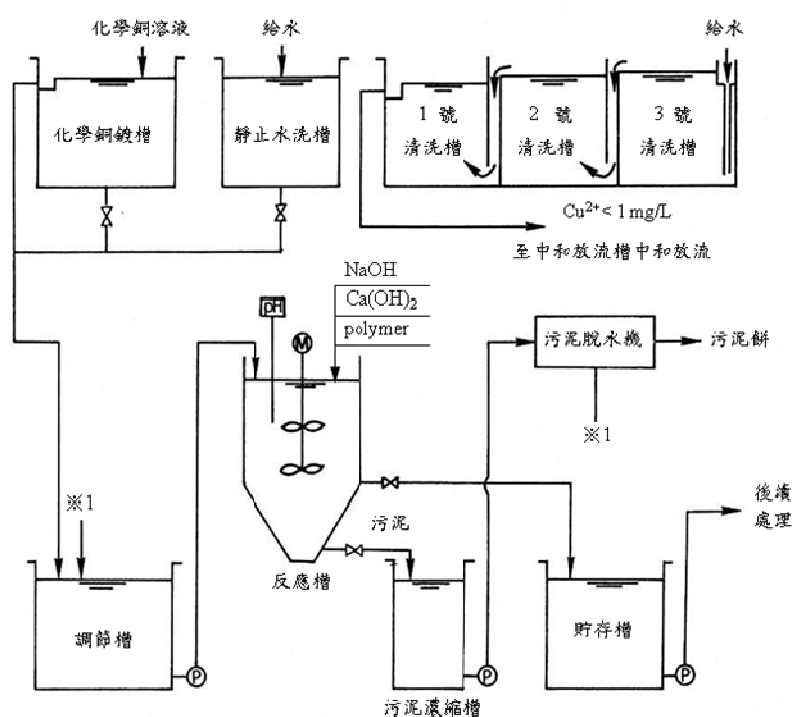 化學銅溶液
給水
給水
化學銅鍍槽
靜止水洗槽
1 號
清洗槽
2 號
清洗槽
3 號
清洗槽
Cu²⁺< 1 mg/L
至中和放流槽中和放流
NaOH
Ca(OH)₂
polymer
pH
M
污泥脫水機
污泥餅
※1
※1
污泥
後續
處理
反應槽
調節槽
P
污泥濃縮槽
P
貯存槽
P